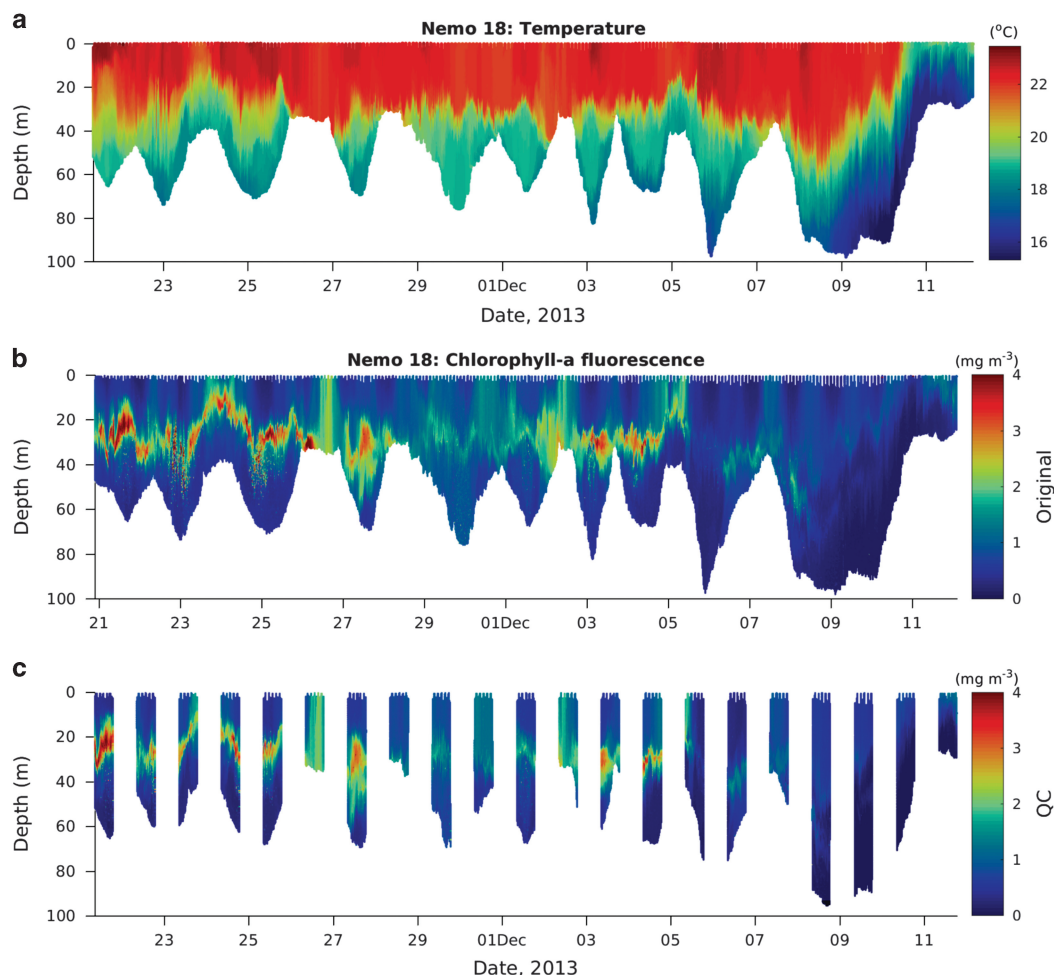 a
Nemo 18: Temperature
(°C)
0
20
40
60
80
100
Depth (m)
22
20
18
16
23 25 27 29 01Dec 03 05 07 09 11
Date, 2013
b
Nemo 18: Chlorophyll-a fluorescence
(mg m-3)
0
20
40
60
80
100
Depth (m)
4
3
2
1
0
Original
21 23 25 27 29 01Dec 03 05 07 09 11
c
(mg m-3)
0
20
40
60
80
100
Depth (m)
4
3
2
1
0
QC
23 25 27 29 01Dec 03 05 07 09 11
Date, 2013